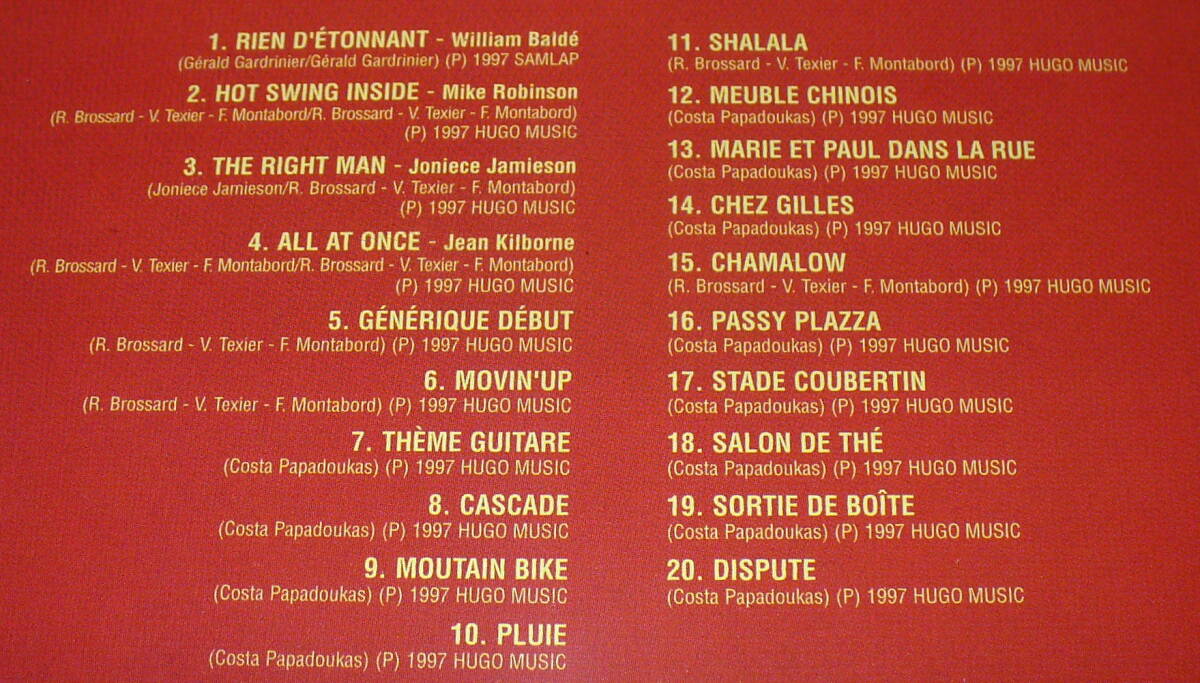 1. RIEN D'ÉTONNANT - William Baldé
(Gérald Gardrinier/Gérald Gardrinier) (P) 1997 SAMLAP
2. HOT SWING INSIDE - Mike Robinson
(R. Brossard - V. Texier - F. Montabord/R. Brossard - V. Texier - F. Montabord)
(P) 1997 HUGO MUSIC
3. THE RIGHT MAN - Joniece Jamieson
(Joniece Jamieson/R. Brossard - V. Texier - F. Montabord)
(P) 1997 HUGO MUSIC
4. ALL AT ONCE - Jean Kilborne
(R. Brossard - V. Texier - F. Montabord/R. Brossard - V. Texier - F. Montabord)
(P) 1997 HUGO MUSIC
5. GÉNÉRIQUE DÉBUT
(R. Brossard - V. Texier - F. Montabord) (P) 1997 HUGO MUSIC
6. MOVIN'UP
(R. Brossard - V. Texier - F. Montabord) (P) 1997 HUGO MUSIC
7. THÈME GUITARE
(Costa Papadoukas) (P) 1997 HUGO MUSIC
8. CASCADE
(Costa Papadoukas) (P) 1997 HUGO MUSIC
9. MOUTAIN BIKE
(Costa Papadoukas) (P) 1997 HUGO MUSIC
10. PLUIE
(Costa Papadoukas) (P) 1997 HUGO MUSIC
11. SHALALA
(R. Brossard - V. Texier - F. Montabord) (P) 1997 HUGO MUSIC
12. MEUBLE CHINOIS
(Costa Papadoukas) (P) 1997 HUGO MUSIC
13. MARIE ET PAUL DANS LA RUE
(Costa Papadoukas) (P) 1997 HUGO MUSIC
14. CHEZ GILLES
(Costa Papadoukas) (P) 1997 HUGO MUSIC
15. CHAMALOW
(R. Brossard - V. Texier - F. Montabord) (P) 1997 HUGO MUSIC
16. PASSY PLAZZA
(Costa Papadoukas) (P) 1997 HUGO MUSIC
17. STADE COUBERTIN
(Costa Papadoukas) (P) 1997 HUGO MUSIC
18. SALON DE THÉ
(Costa Papadoukas) (P) 1997 HUGO MUSIC
19. SORTIE DE BOÎTE
(Costa Papadoukas) (P) 1997 HUGO MUSIC
20. DISPUTE
(Costa Papadoukas) (P) 1997 HUGO MUSIC